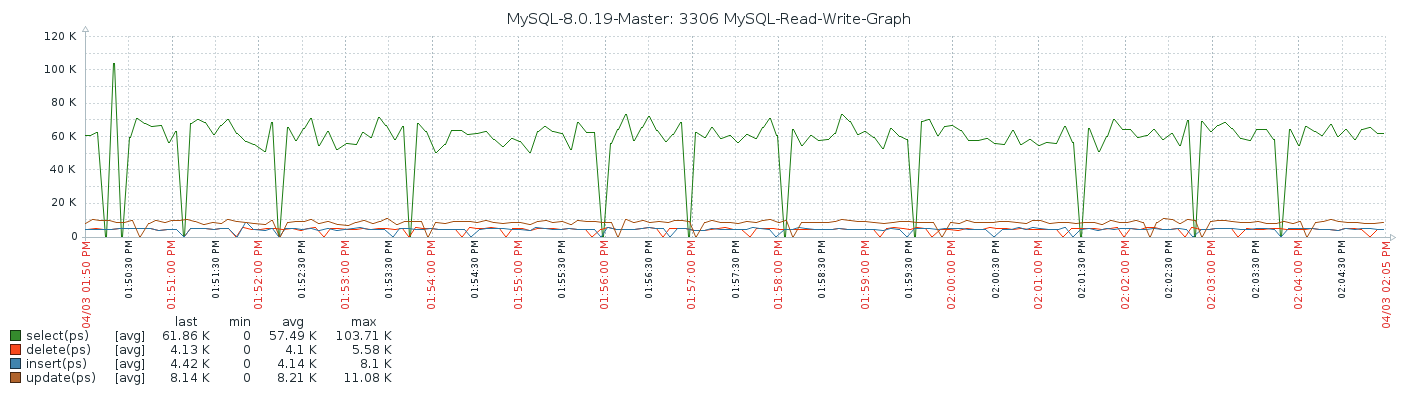 MySQL-8.0.19-Master: 3306 MySQL-Read-Write-Graph
120 K
100 K
80 K
60 K
40 K
20 K
0
04/03 01:50 PM
01:50:30 PM
01:51:00 PM
01:51:30 PM
01:52:00 PM
01:52:30 PM
01:53:00 PM
01:53:30 PM
01:54:00 PM
01:54:30 PM
01:55:00 PM
01:55:30 PM
01:56:00 PM
01:56:30 PM
01:57:00 PM
01:57:30 PM
01:58:00 PM
01:58:30 PM
01:59:00 PM
01:59:30 PM
02:00:00 PM
02:00:30 PM
02:01:00 PM
02:01:30 PM
02:02:00 PM
02:02:30 PM
02:03:00 PM
02:03:30 PM
02:04:00 PM
02:04:30 PM
04/03 02:05 PM
last min avg max
select(ps) [avg] 61.86 K 0 57.49 K 103.71 K
delete(ps) [avg] 4.13 K 0 4.1 K 5.58 K
insert(ps) [avg] 4.42 K 0 4.14 K 8.1 K
update(ps) [avg] 8.14 K 0 8.21 K 11.08 K